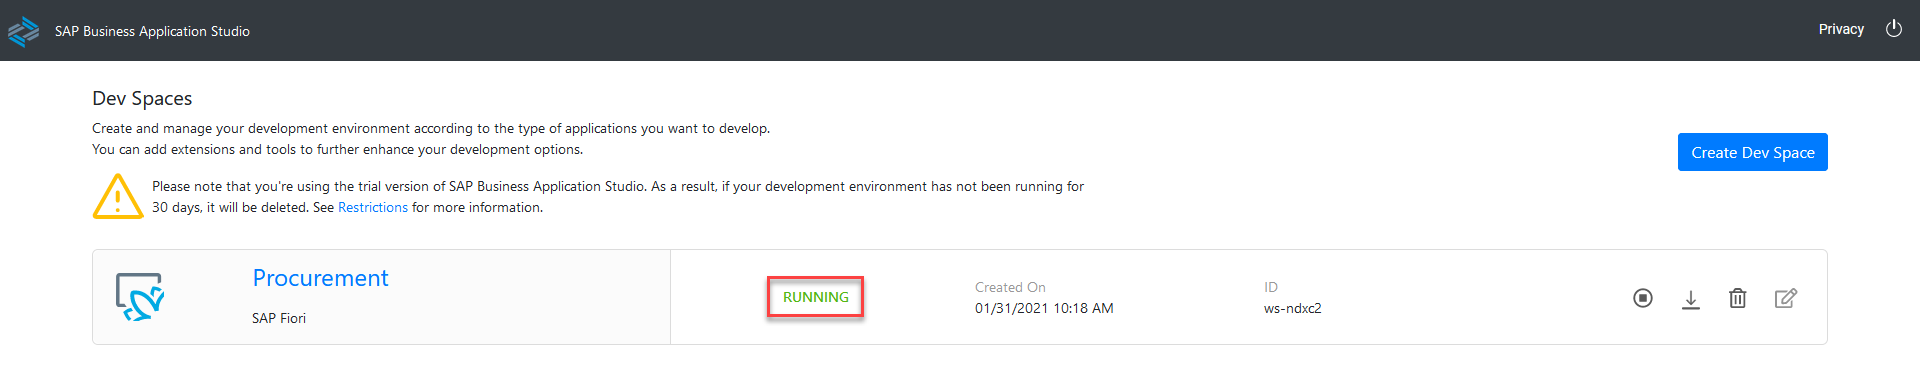 SAP Business Application Studio
Privacy
Dev Spaces
Create and manage your development environment according to the type of applications you want to develop.
You can add extensions and tools to further enhance your development options.
Create Dev Space
Please note that you're using the trial version of SAP Business Application Studio. As a result, if your development environment has not been running for
30 days, it will be deleted. See Restrictions for more information.
Procurement
SAP Fiori
RUNNING
Created On
01/31/2021 10:18 AM
ID
ws-ndxc2